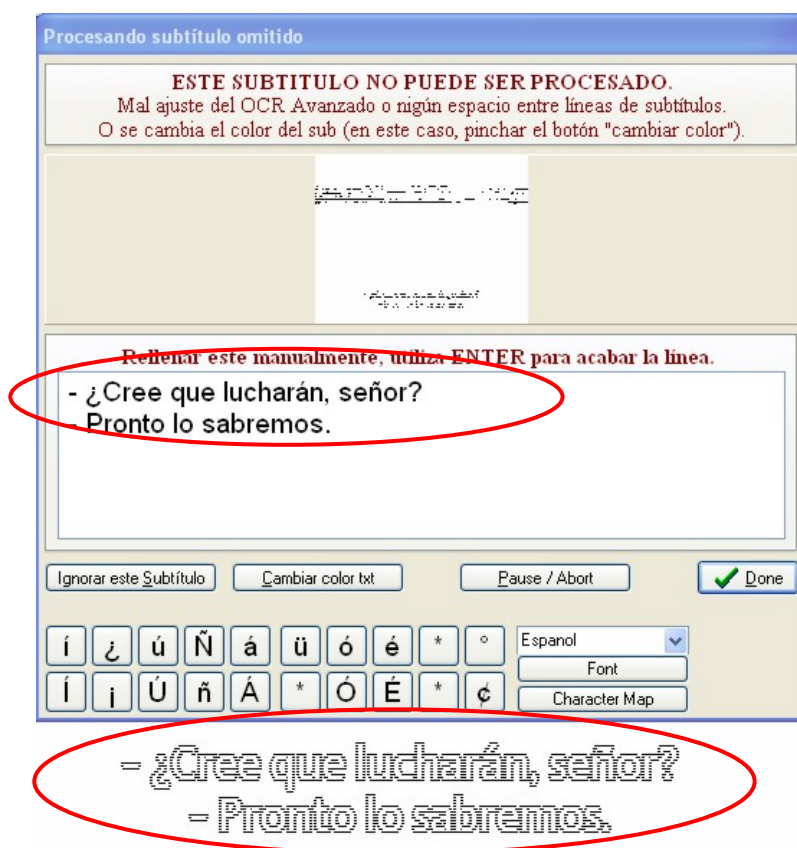 Procesando subtítulo omitido
ESTE SUBTITULO NO PUEDE SER PROCESADO.
Mal ajuste del OCR Avanzado o nigún espacio entre líneas de subtítulos.
O se cambia el color del sub (en este caso, pinchar el botón "cambiar color").
Rellenar este manualmente, utiliza ENTER para acabar la línea.
- ¿Cree que lucharán, señor?
- Pronto lo sabremos.
Ignorar este Subtítulo Cambiar color txt Pause / Abort Done
í ¿ ú Ñ á ü ó é * º Espanol
Font
Í ¡ Ú ñ Á * Ó É * ¢ Character Map
- ¿Cree que lucharán, señor?
- Pronto lo sabremos.